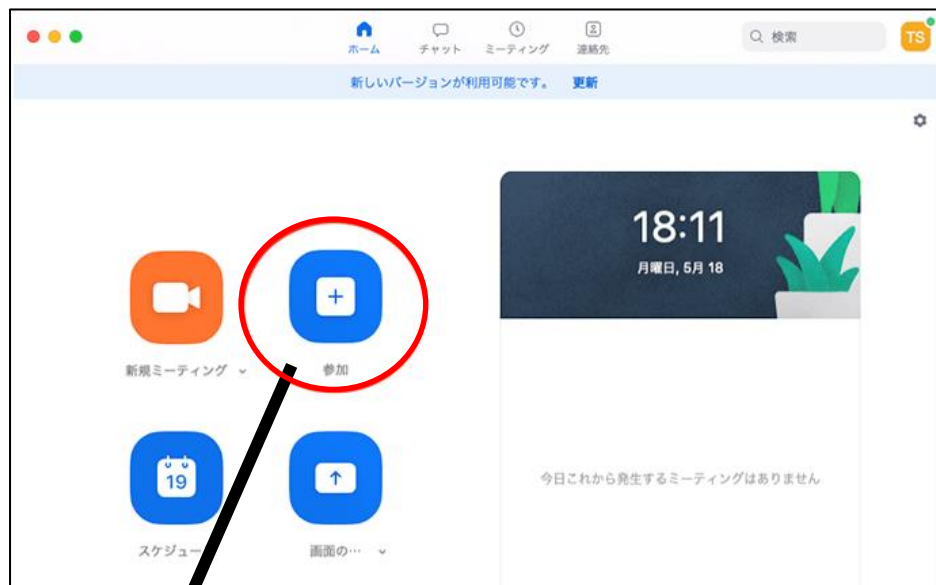 ホーム チャット ミーティング 連絡先
検索
TS
新しいバージョンが利用可能です。 更新
18:11
月曜日, 5月 18
新規ミーティング
参加
今日これから発生するミーティングはありません
19
スケジュー
画面の…